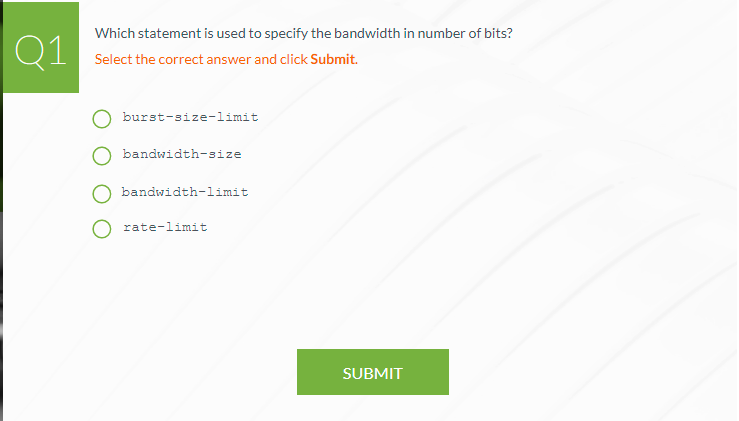 Q1
Which statement is used to specify the bandwidth in number of bits?
Select the correct answer and click Submit.
burst-size-limit
bandwidth-size
bandwidth-limit
rate-limit
SUBMIT